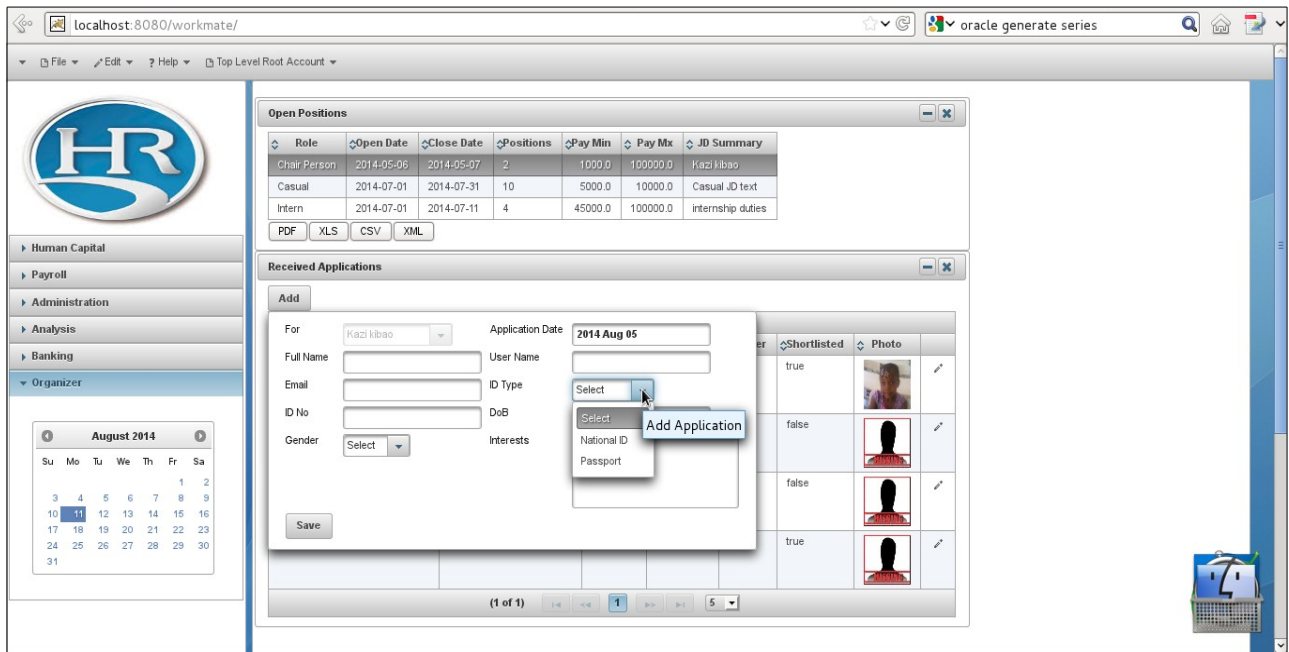 localhost:8080/workmate/
oracle generate series
File Edit Help Top Level Root Account
HR
Human Capital
Payroll
Administration
Analysis
Banking
Organizer
August 2014
Su Mo Tu We Th Fr Sa
1 2
3 4 5 6 7 8 9
10 11 12 13 14 15 16
17 18 19 20 21 22 23
24 25 26 27 28 29 30
31
Open Positions
Role Open Date Close Date Positions Pay Min Pay Mx JD Summary
Chair Person 2014-05-06 2014-05-07 2 1000.0 100000.0 Kazi kibao
Casual 2014-07-01 2014-07-31 10 5000.0 10000.0 Casual JD text
Intern 2014-07-01 2014-07-11 4 45000.0 100000.0 internship duties
PDF XLS CSV XML
Received Applications
Add
For Kazi kibao Application Date 2014 Aug 05
Full Name User Name
Email ID Type Select
ID No DoB Select Add Application
Gender Select Interests National ID
Passport
Save
er Shortlisted Photo
true
false
false
true
(1 of 1) 1 5